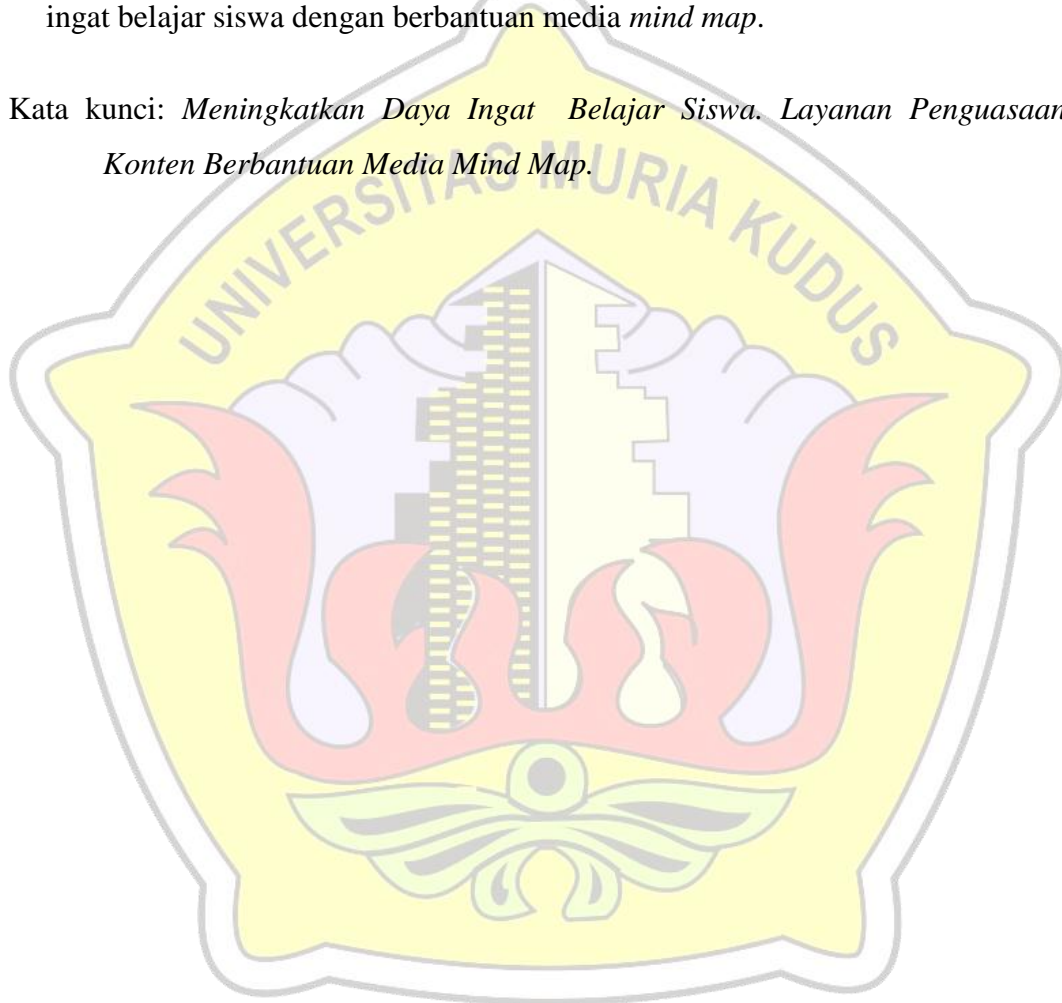 ingat belajar siswa dengan berbantuan media mind map.
Kata kunci: Meningkatkan Daya Ingat Belajar Siswa. Layanan Penguasaan
Konten Berbantuan Media Mind Map.
UNIVERSITAS MURIA KUDUS